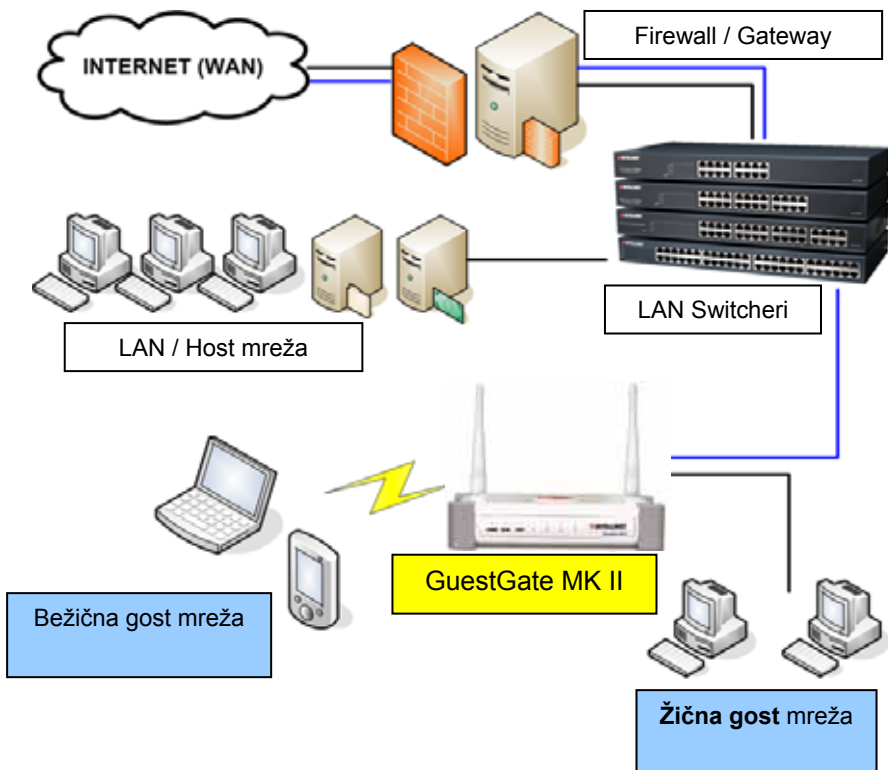 INTERNET (WAN)
Firewall / Gateway
LAN Switcheri
LAN / Host mreža
GuestGate MK II
Bežična gost mreža
Žična gost mreža